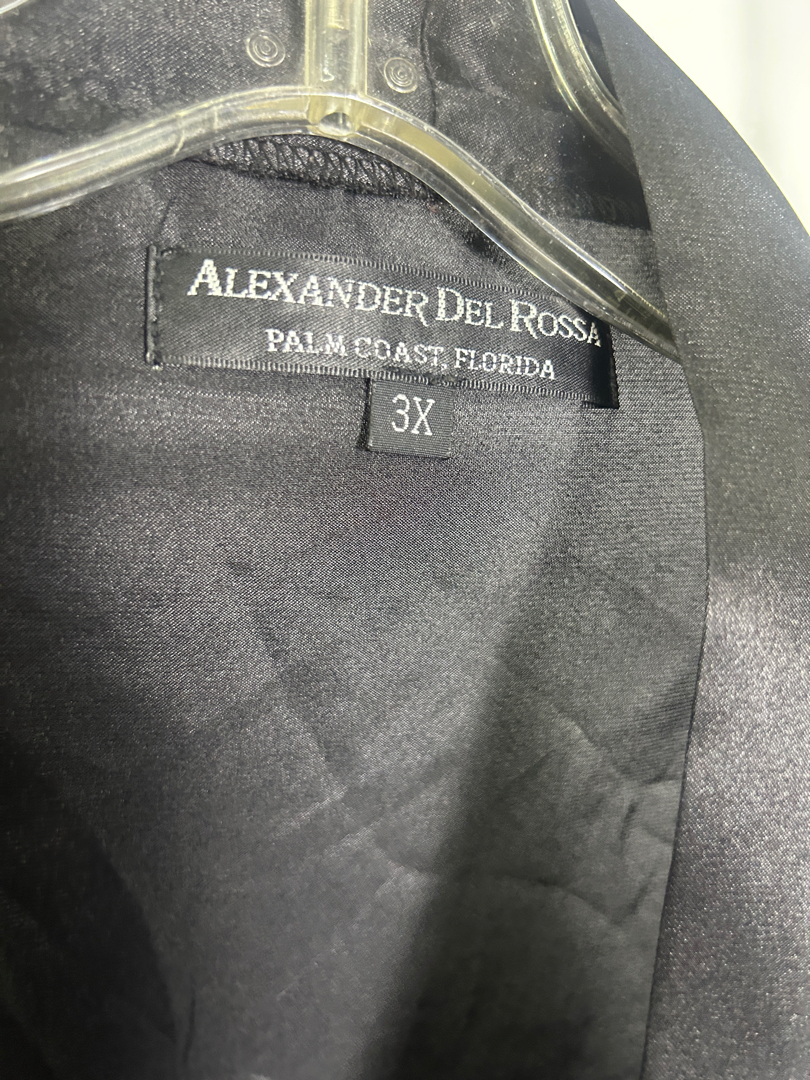 ALEXANDER DEL ROSSA
PALM COAST, FLORIDA
3X